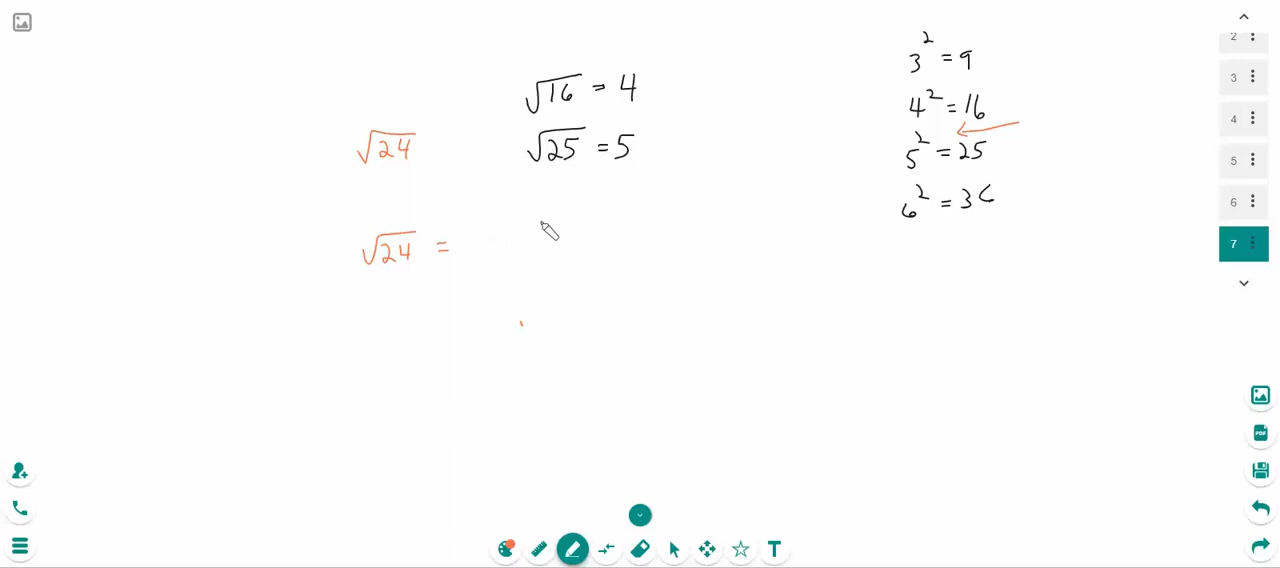 √16 = 4
√25 = 5
√24
√24 =
3² = 9
4² = 16
5² = 25
6² = 36
2
3
4
5
6
7
PDF
T